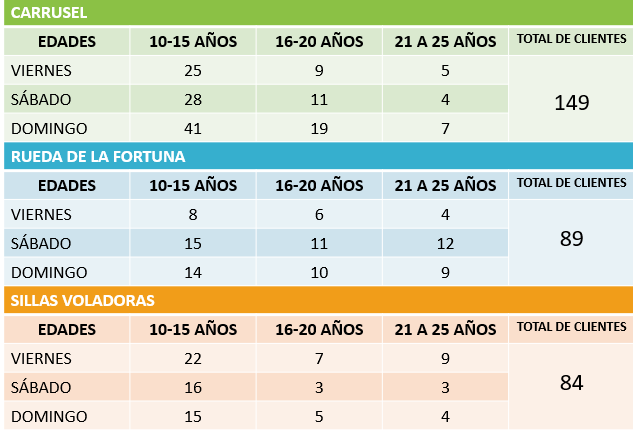 CARRUSEL
EDADES 10-15 AÑOS 16-20 AÑOS 21 A 25 AÑOS TOTAL DE CLIENTES
VIERNES 25 9 5
SÁBADO 28 11 4 149
DOMINGO 41 19 7
RUEDA DE LA FORTUNA
EDADES 10-15 AÑOS 16-20 AÑOS 21 A 25 AÑOS TOTAL DE CLIENTES
VIERNES 8 6 4
SÁBADO 15 11 12 89
DOMINGO 14 10 9
SILLAS VOLADORAS
EDADES 10-15 AÑOS 16-20 AÑOS 21 A 25 AÑOS TOTAL DE CLIENTES
VIERNES 22 7 9
SÁBADO 16 3 3 84
DOMINGO 15 5 4